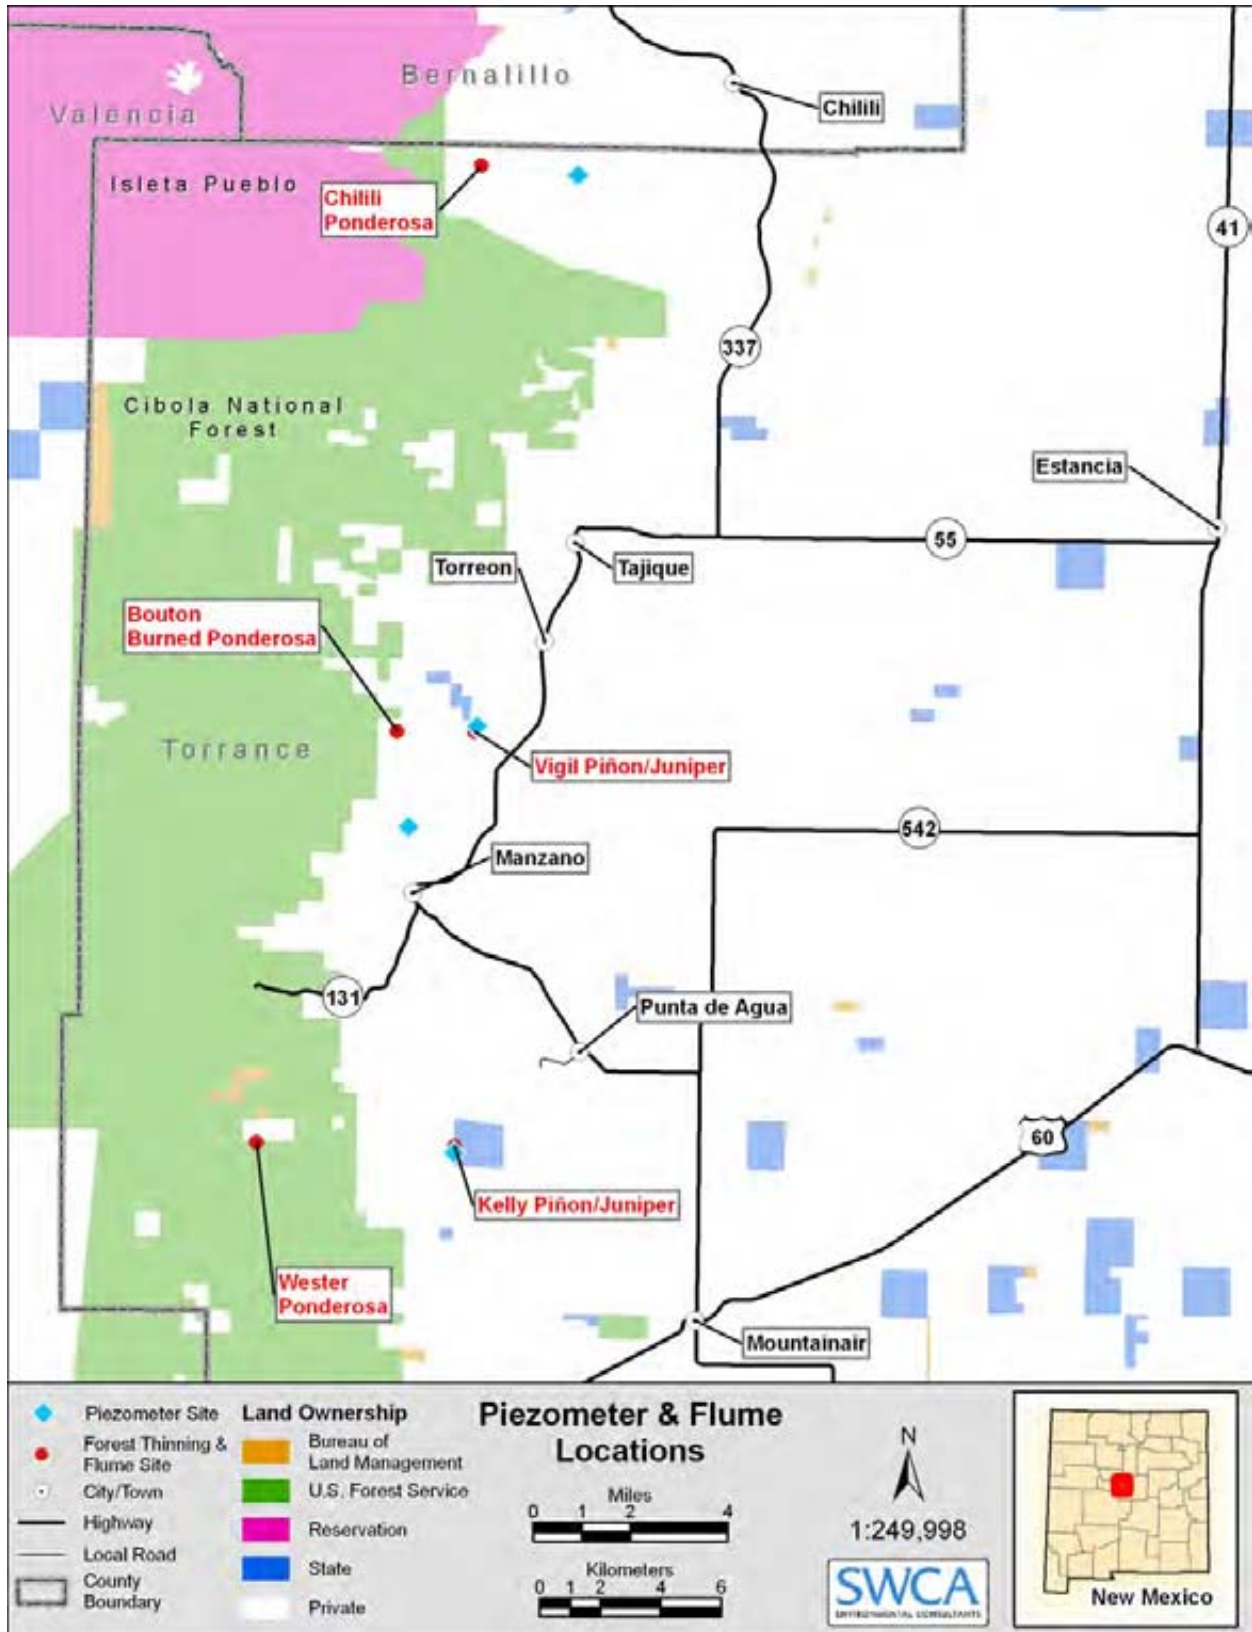 Bernalillo
Valencia
Chilili
Isleta Pueblo
Chilili
Ponderosa
41
337
Cibola National
Forest
Estancia
55
Torreon
Tajique
Bouton
Burned Ponderosa
Torrance
Vigil Piñon/Juniper
542
Manzano
131
Punta de Agua
60
Kelly Piñon/Juniper
Wester
Ponderosa
Mountainair
Piezometer Site
Forest Thinning &
Flume Site
City/Town
Highway
Local Road
County
Boundary
Land Ownership
Bureau of
Land Management
U.S. Forest Service
Reservation
State
Private
Piezometer & Flume
Locations
Miles
0 1 2 4
Kilometers
0 1 2 4 6
N
1:249,998
SWCA
ENVIRONMENTAL CONSULTANTS
New Mexico